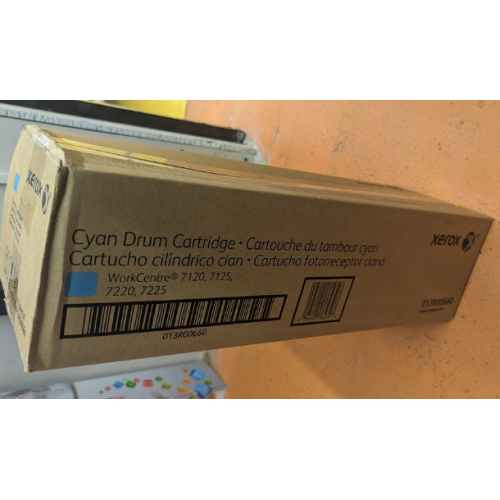 xerox
Cyan Drum Cartridge • Cartouche du tambour cyan
Cartucho cilíndrico cian • Cartucho fotorreceptor ciano
WorkCentre® 7120, 7125,
7220, 7225
013R00660
xerox
013R00660